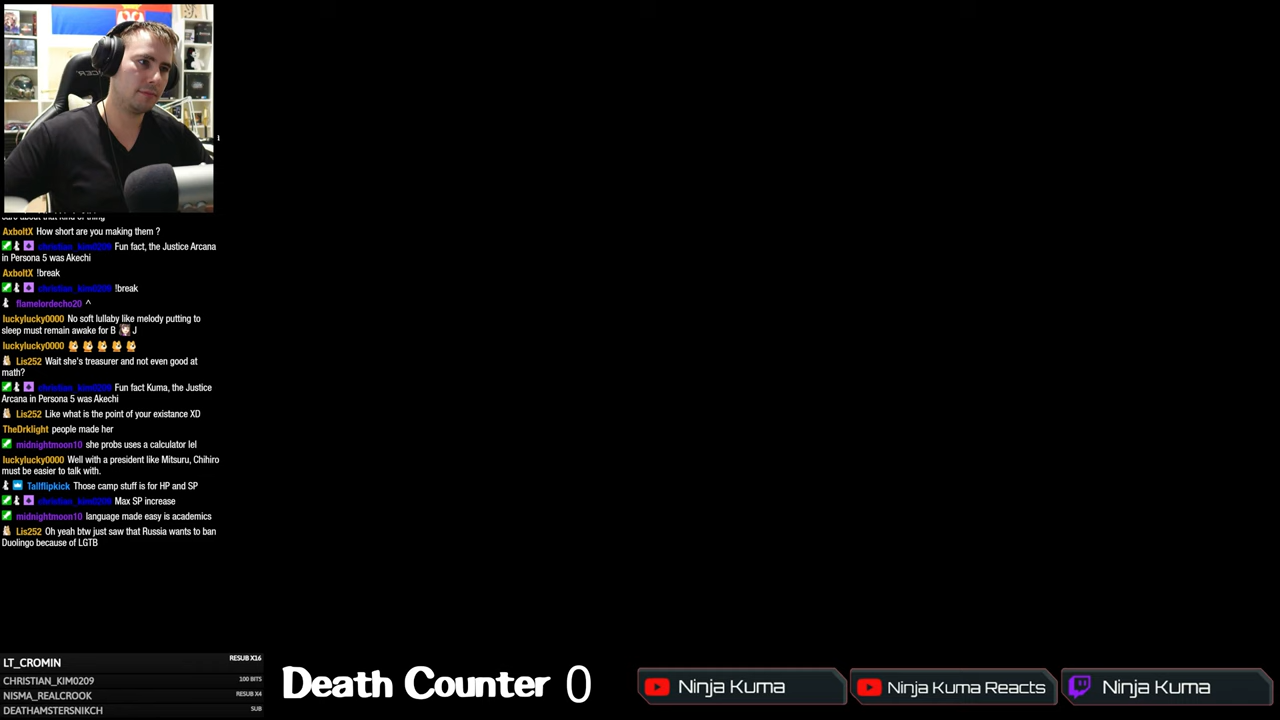 AxboltX How short are you making them ?
christian_kim0209 Fun fact, the Justice Arcana
in Persona 5 was Akechi
AxboltX !break
christian_kim0209 !break
flamelordecho20 ^
luckylucky0000 No soft lullaby like melody putting to
sleep must remain awake for B J
luckylucky0000
Lis252 Wait she's treasurer and not even good at
math?
christian_kim0209 Fun fact Kuma, the Justice
Arcana in Persona 5 was Akechi
Lis252 Like what is the point of your existance XD
TheDrklight people made her
midnightmoon10 she probs uses a calculator lel
luckylucky0000 Well with a president like Mitsuru, Chihiro
must be easier to talk with.
Tallflipkick Those camp stuff is for HP and SP
christian_kim0209 Max SP increase
midnightmoon10 language made easy is academics
Lis252 Oh yeah btw just saw that Russia wants to ban
Duolingo because of LGTB
LT_CROMIN RESUB X16
CHRISTIAN_KIM0209 100 BITS
NISMA_REALCROOK RESUB X4
DEATHAMSTERSNIKCH SUB
Death Counter 0
Ninja Kuma
Ninja Kuma Reacts
Ninja Kuma